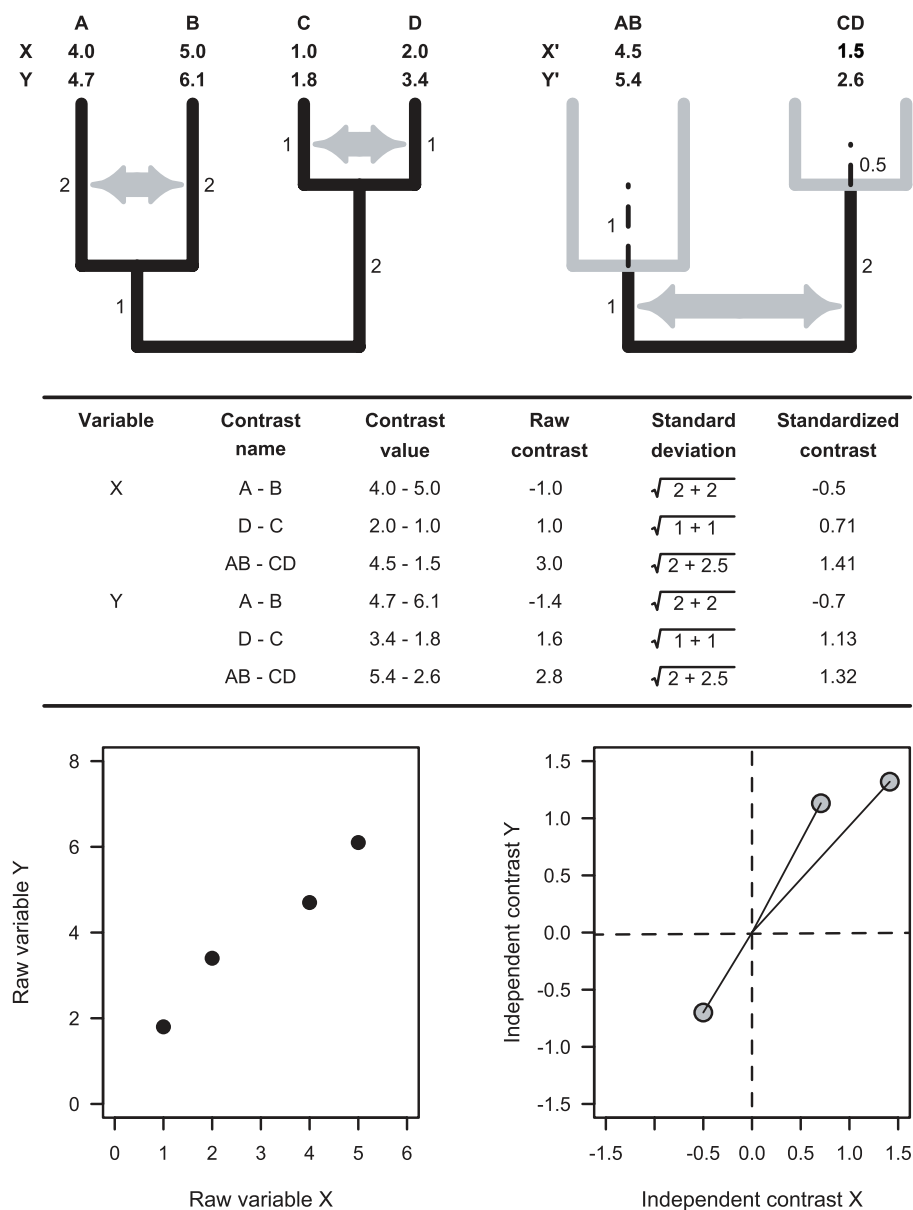 A B C D
X 4.0 5.0 1.0 2.0
Y 4.7 6.1 1.8 3.4
2 2 1 1
1 2
AB CD
X' 4.5 1.5
Y' 5.4 2.6
0.5
1
1 2
Variable Contrast name Contrast value Raw contrast Standard deviation Standardized contrast
X A - B 4.0 - 5.0 -1.0 √2 + 2 -0.5
D - C 2.0 - 1.0 1.0 √1 + 1 0.71
AB - CD 4.5 - 1.5 3.0 √2 + 2.5 1.41
Y A - B 4.7 - 6.1 -1.4 √2 + 2 -0.7
D - C 3.4 - 1.8 1.6 √1 + 1 1.13
AB - CD 5.4 - 2.6 2.8 √2 + 2.5 1.32
Raw variable Y
8
6
4
2
0
0 1 2 3 4 5 6
Raw variable X
Independent contrast Y
1.5
1.0
0.5
0.0
-0.5
-1.0
-1.5
-1.5 -0.5 0.0 0.5 1.0 1.5
Independent contrast X